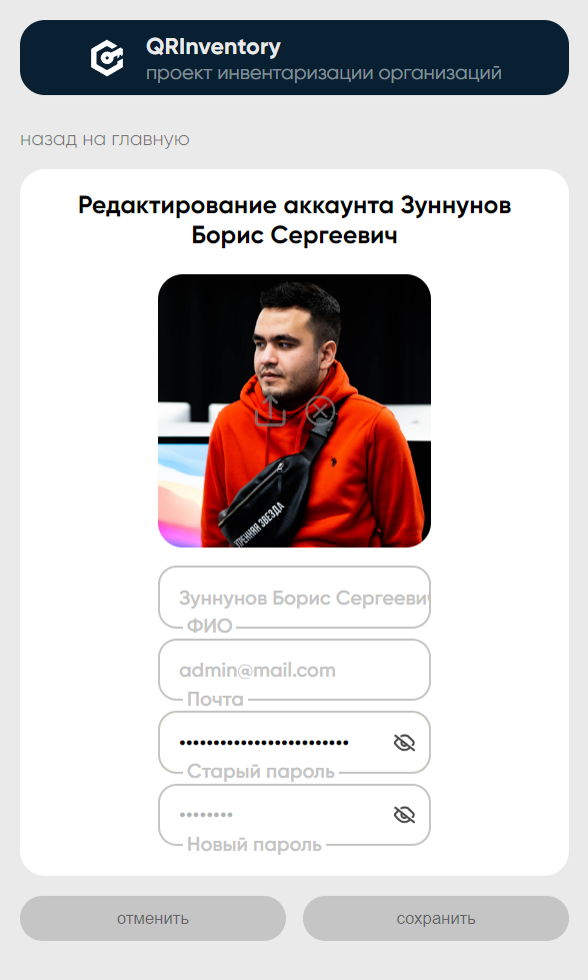 QRInventory
проект инвентаризации организаций
назад на главную
Редактирование аккаунта Зуннунов
Борис Сергеевич
УТРЕННЯЯ ЗВЕЗДА
Зуннунов Борис Сергеевич
ФИО
admin@mail.com
Почта
•••••••••••••••••••••••••
Старый пароль
••••••••
Новый пароль
отменить
сохранить